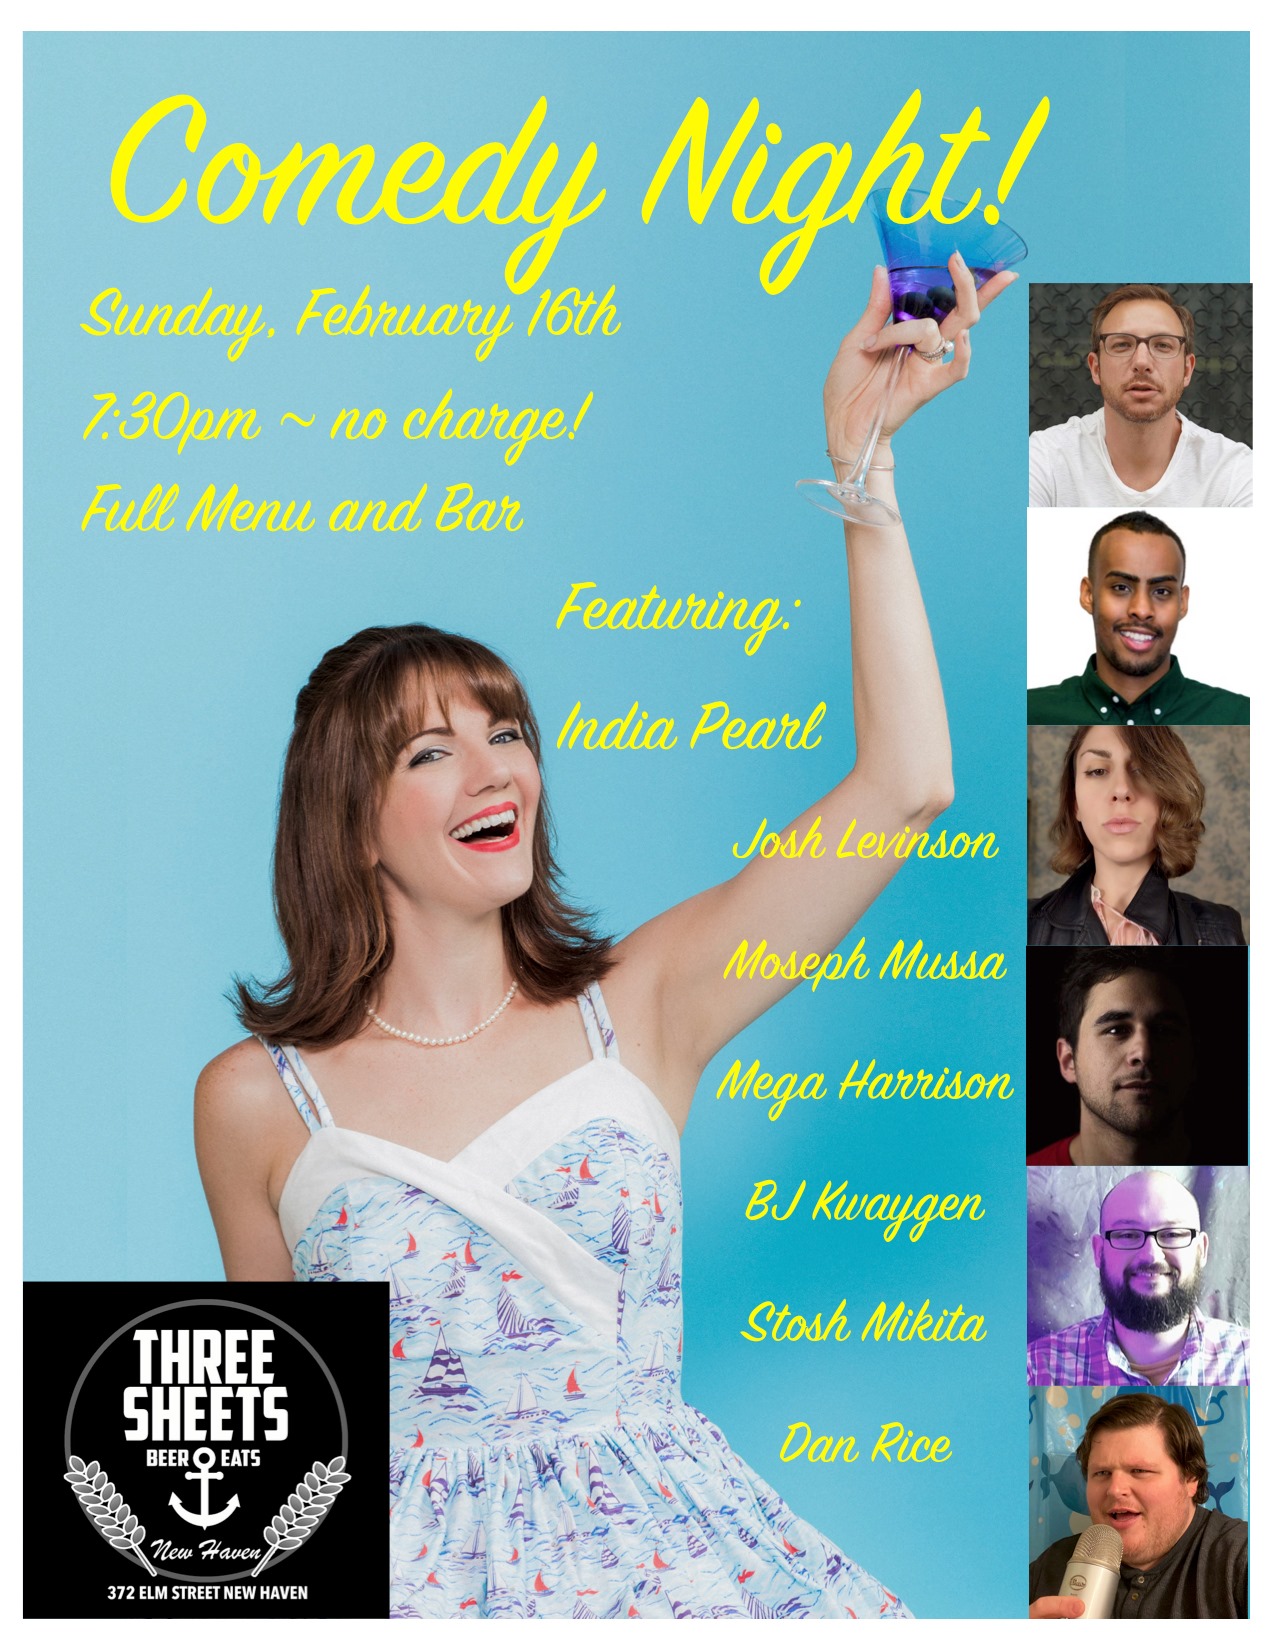 Comedy Night!
Sunday, February 16th
7:30pm ~ no charge!
Full Menu and Bar
Featuring:
India Pearl
Josh Levinson
Moseph Mussa
Mega Harrison
BJ Kwaygen
Stosh Mikita
Dan Rice
THREE
SHEETS
BEER EATS
New Haven
372 ELM STREET NEW HAVEN